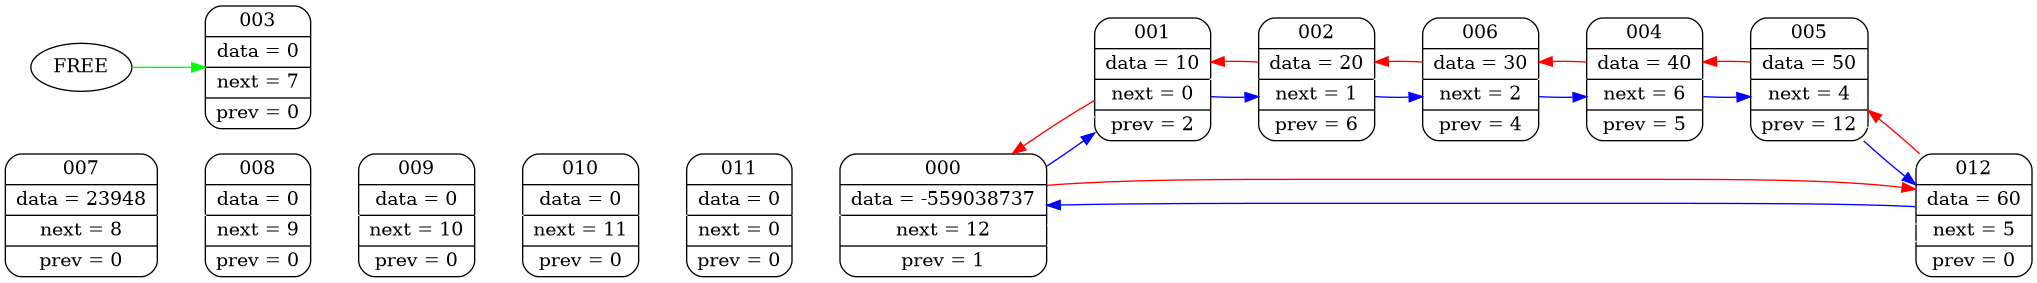 FREE
003
data = 0
next = 7
prev = 0
001
data = 10
next = 0
prev = 2
002
data = 20
next = 1
prev = 6
006
data = 30
next = 2
prev = 4
004
data = 40
next = 6
prev = 5
005
data = 50
next = 4
prev = 12
007
data = 23948
next = 8
prev = 0
008
data = 0
next = 9
prev = 0
009
data = 0
next = 10
prev = 0
010
data = 0
next = 11
prev = 0
011
data = 0
next = 0
prev = 0
000
data = -559038737
next = 12
prev = 1
012
data = 60
next = 5
prev = 0